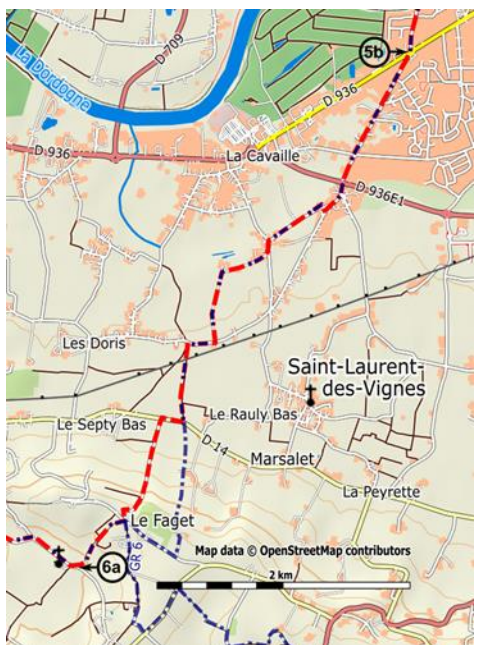 La Dordogne
D 709
5b
D 936
D 936
La Cavaille
D 936E1
Les Doris
Saint-Laurent-
des-Vignes
Le Septy Bas
Le Rauly Bas
D 14
Marsalet
La Peyrette
Le Faget
GR 6
Map data © OpenStreetMap contributors
6a
2 km